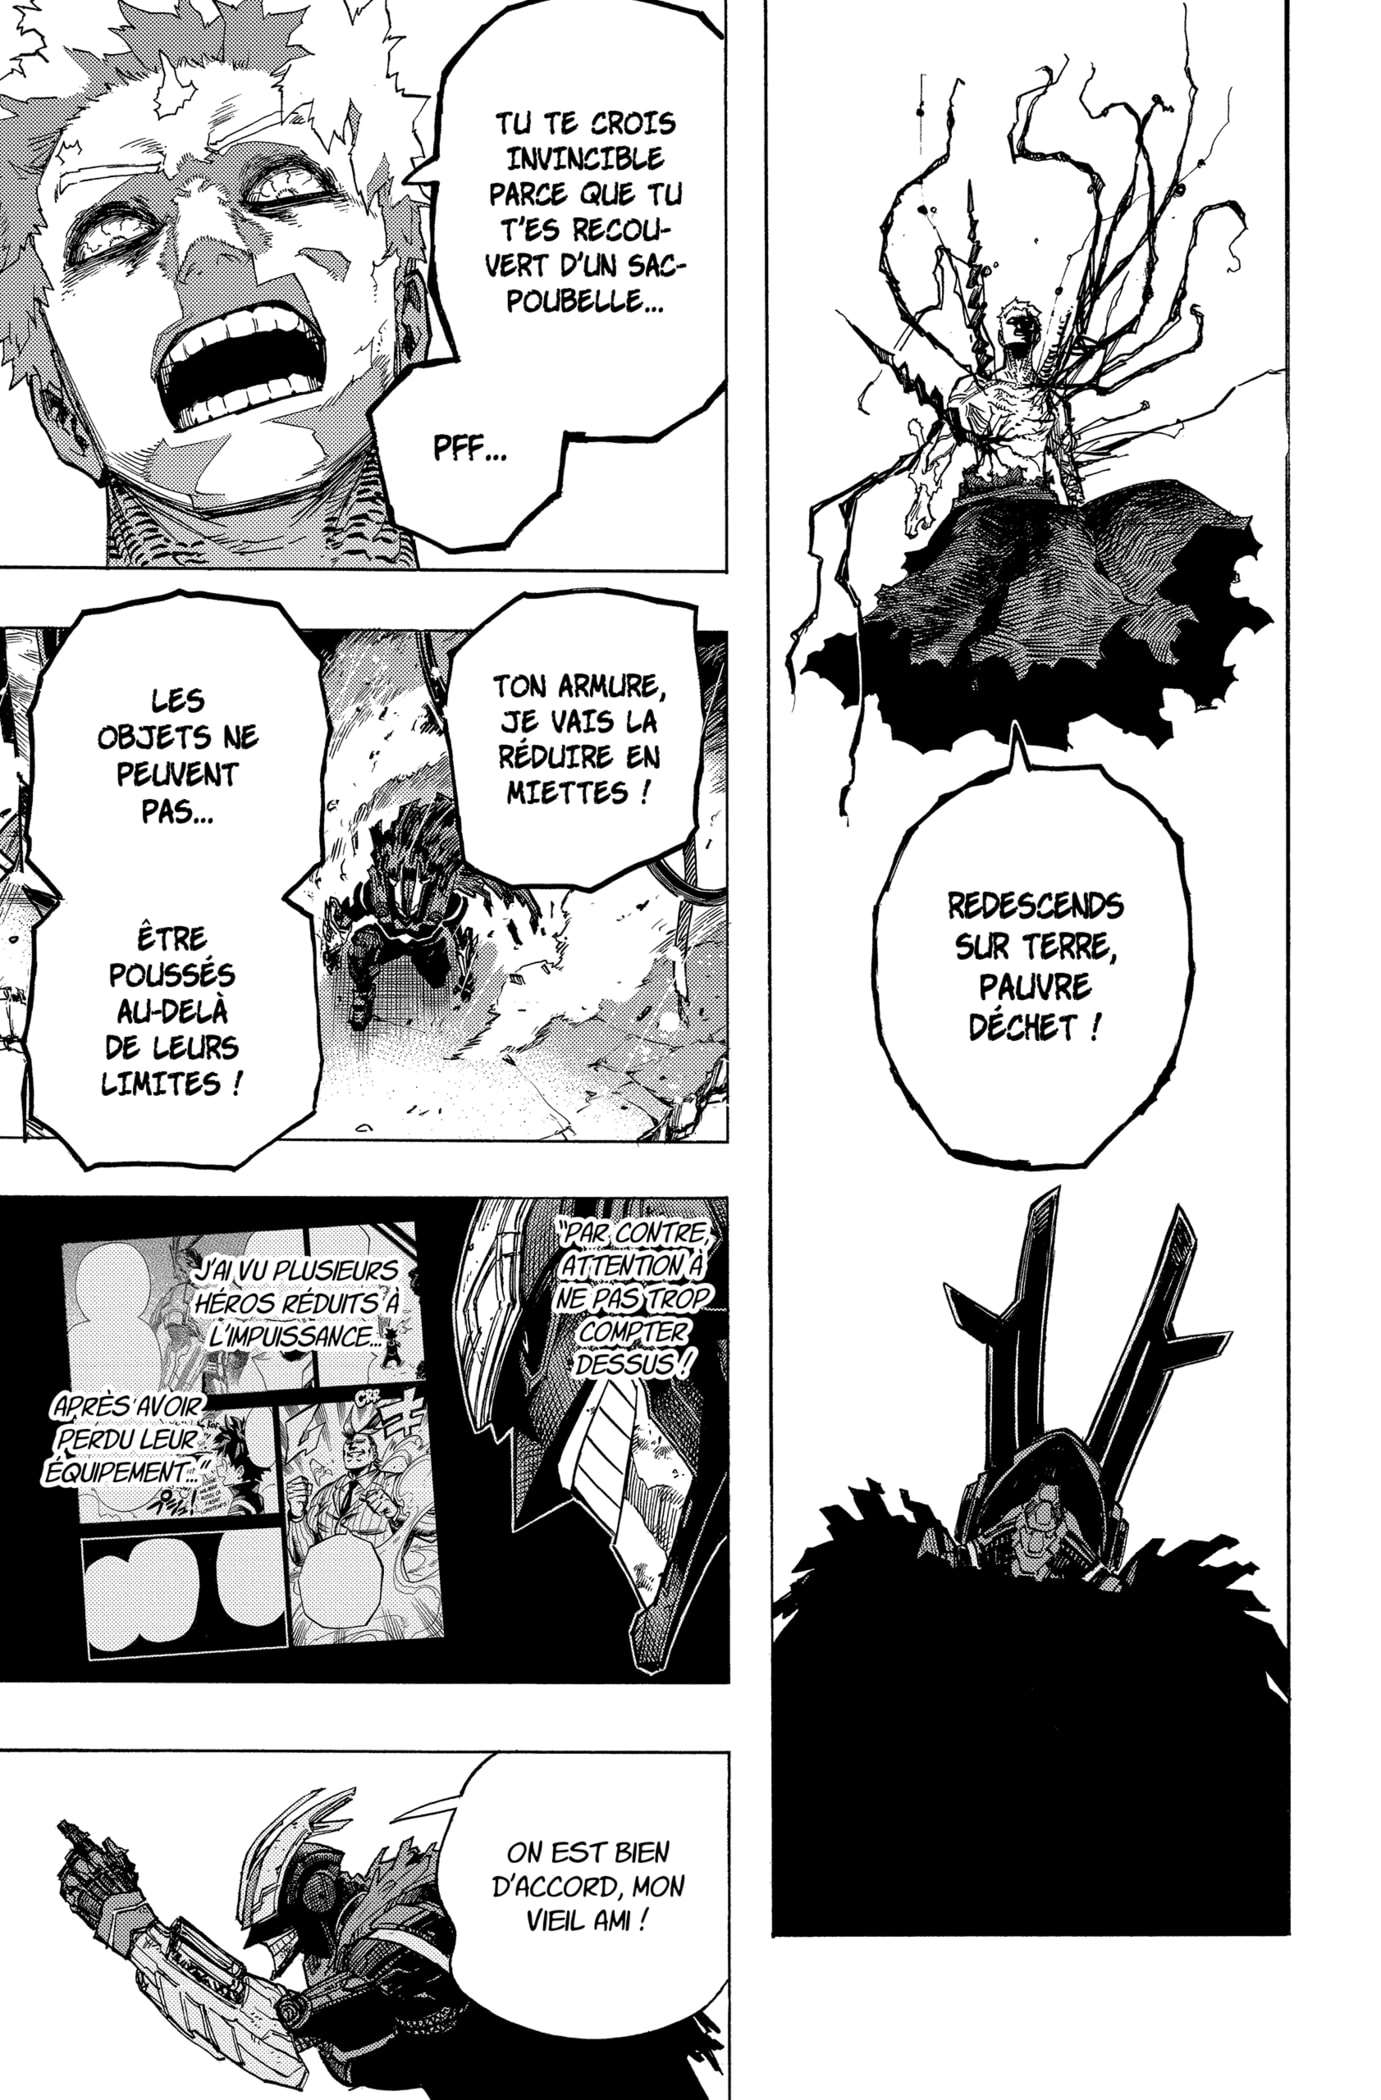 REDESCENDS
SUR TERRE,
PAUVRE
DÉCHET !
TU TE CROIS
INVINCIBLE
PARCE QUE TU
T'ES RECOU-
VERT D'UN SAC-
POUBELLE...
PFF...
TON ARMURE,
JE VAIS LA
RÉDUIRE EN
MIETTES !
LES
OBJETS NE
PEUVENT
PAS...
ÊTRE
POUSSÉS
AU-DELÀ
DE LEURS
LIMITES !
"PAR CONTRE,
ATTENTION À
NE PAS TROP
COMPTER
DESSUS !
J'AI VU PLUSIEURS
HÉROS RÉDUITS À
L'IMPUISSANCE...
APRÈS AVOIR
PERDU LEUR
ÉQUIPEMENT..."
CRR
ON EST BIEN
D'ACCORD, MON
VIEIL AMI !